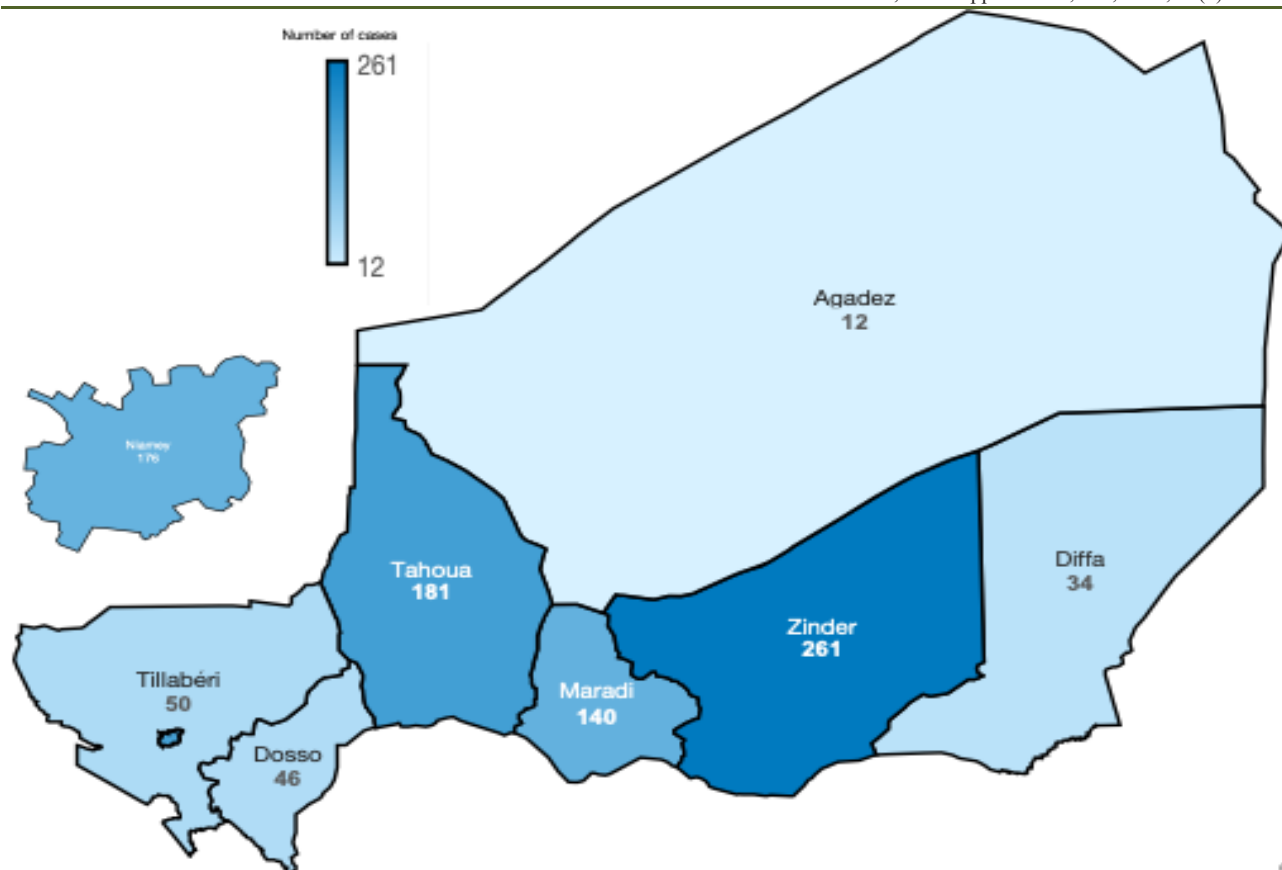 Number of cases
261
12
Agadez
12
Niamey
176
Tahoua
181
Diffa
34
Zinder
261
Tillabéri
50
Maradi
140
Dosso
46